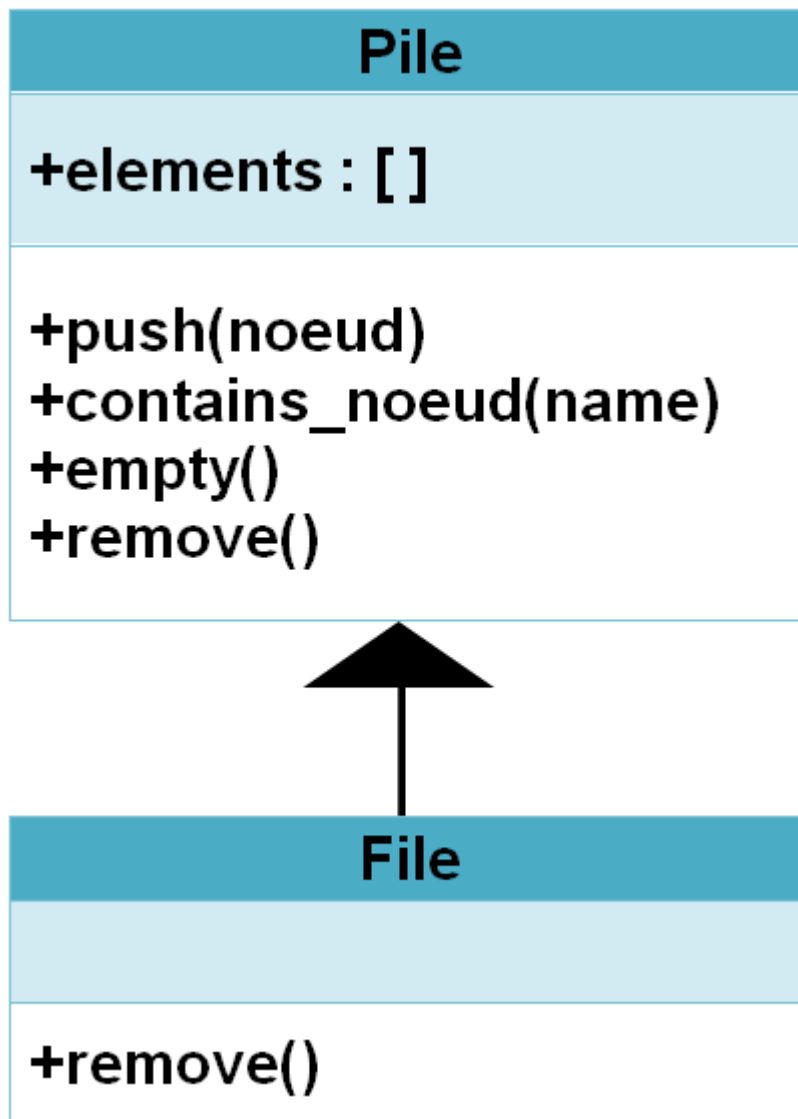 Pile
+elements : [ ]
+push(noeud)
+contains_noeud(name)
+empty()
+remove()
File
+remove()